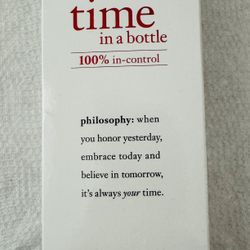 time
in a bottle
100% in-control
philosophy: when
you honor yesterday,
embrace today and
believe in tomorrow,
it's always your time.